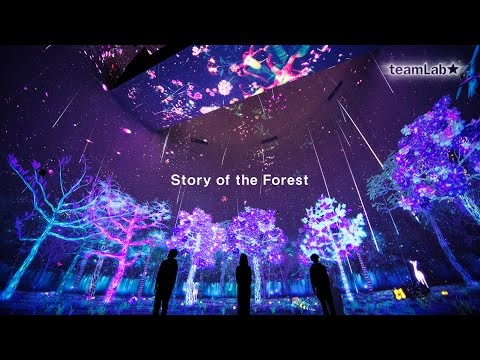 teamLab★
Story of the Forest